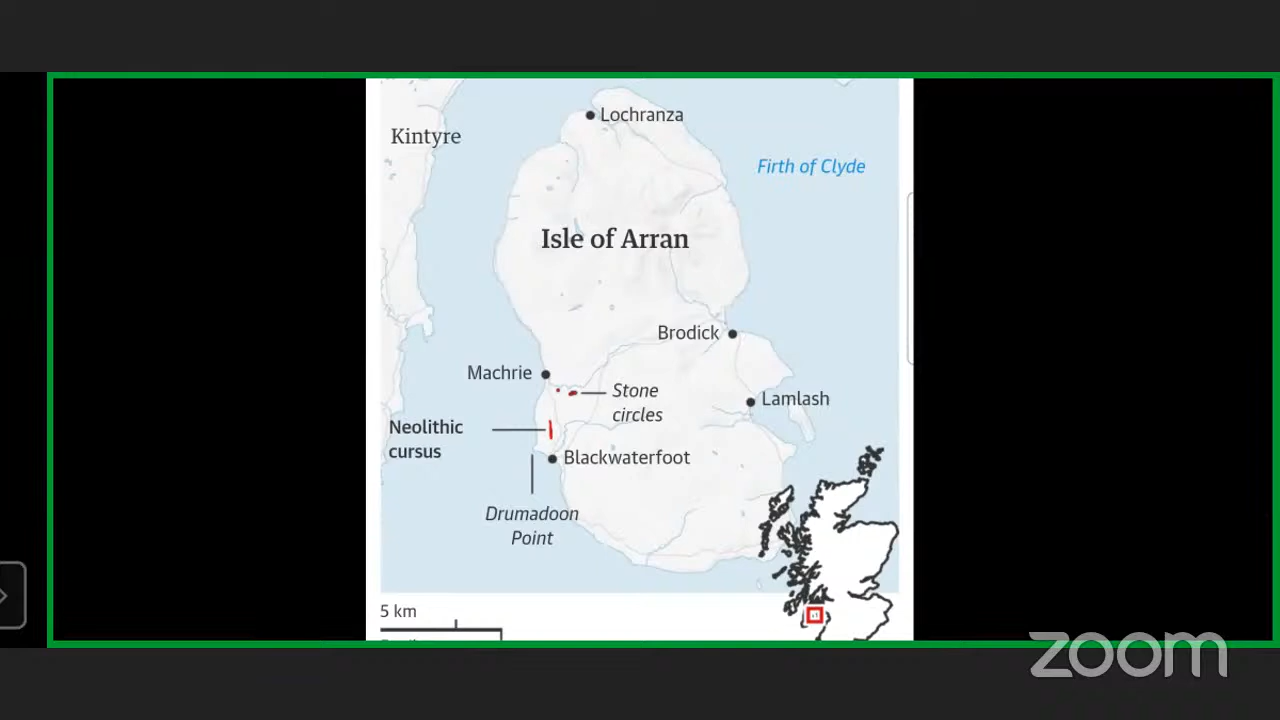 Lochranza
Kintyre
Firth of Clyde
Isle of Arran
Brodick
Machrie
Stone
circles
Lamlash
Neolithic
cursus
Blackwaterfoot
Drumadoon
Point
5 km
zoom